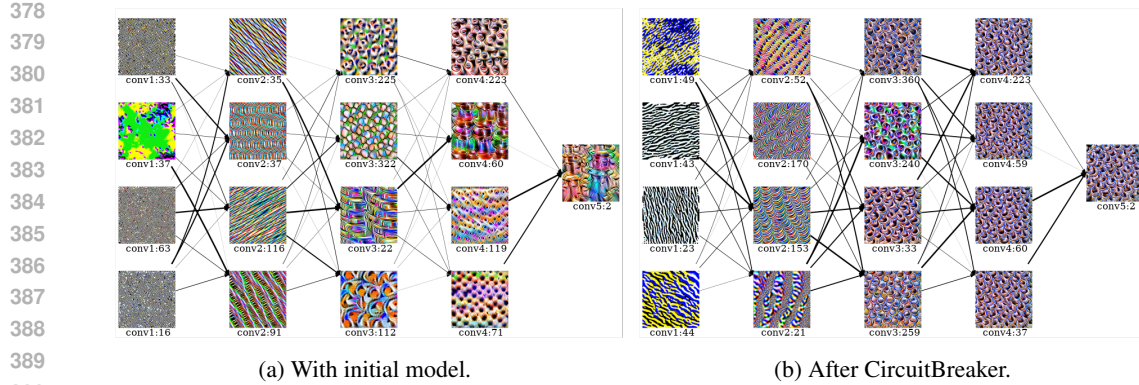 378
379
380
381
382
383
384
385
386
387
388
389
conv1:33 conv2:35 conv3:225 conv4:223
conv1:37 conv2:37 conv3:322 conv4:60
conv5:2
conv1:63 conv2:116 conv3:22 conv4:119
conv1:16 conv2:91 conv3:112 conv4:71
(a) With initial model.
conv1:49 conv2:52 conv3:360 conv4:223
conv1:43 conv2:170 conv3:240 conv4:59
conv5:2
conv1:23 conv2:153 conv3:33 conv4:60
conv1:44 conv2:21 conv3:259 conv4:37
(b) After CircuitBreaker.